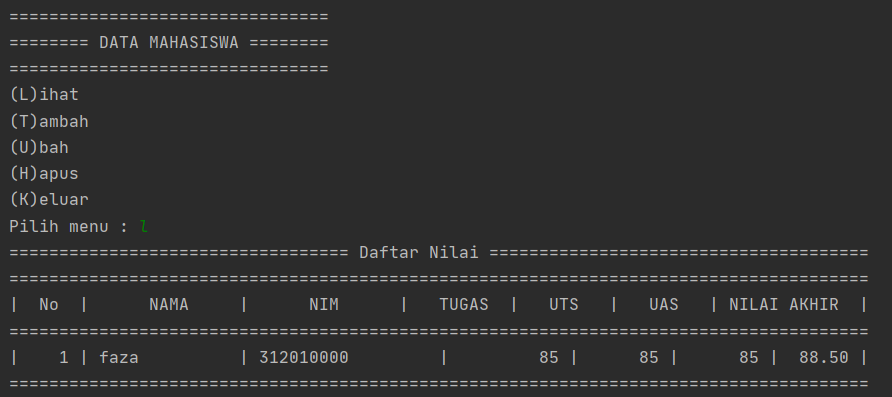 ================================
======== DATA MAHASISWA ========
================================
(L)ihat
(T)ambah
(U)bah
(H)apus
(K)eluar
Pilih menu : l
================================== Daftar Nilai ======================================
======================================================================================
|  No  |      NAMA     |      NIM      |   TUGAS  |   UTS   |   UAS   | NILAI AKHIR  |
======================================================================================
|    1 | faza          | 312010000         |         85 |      85 |      85 |  88.50 |
======================================================================================